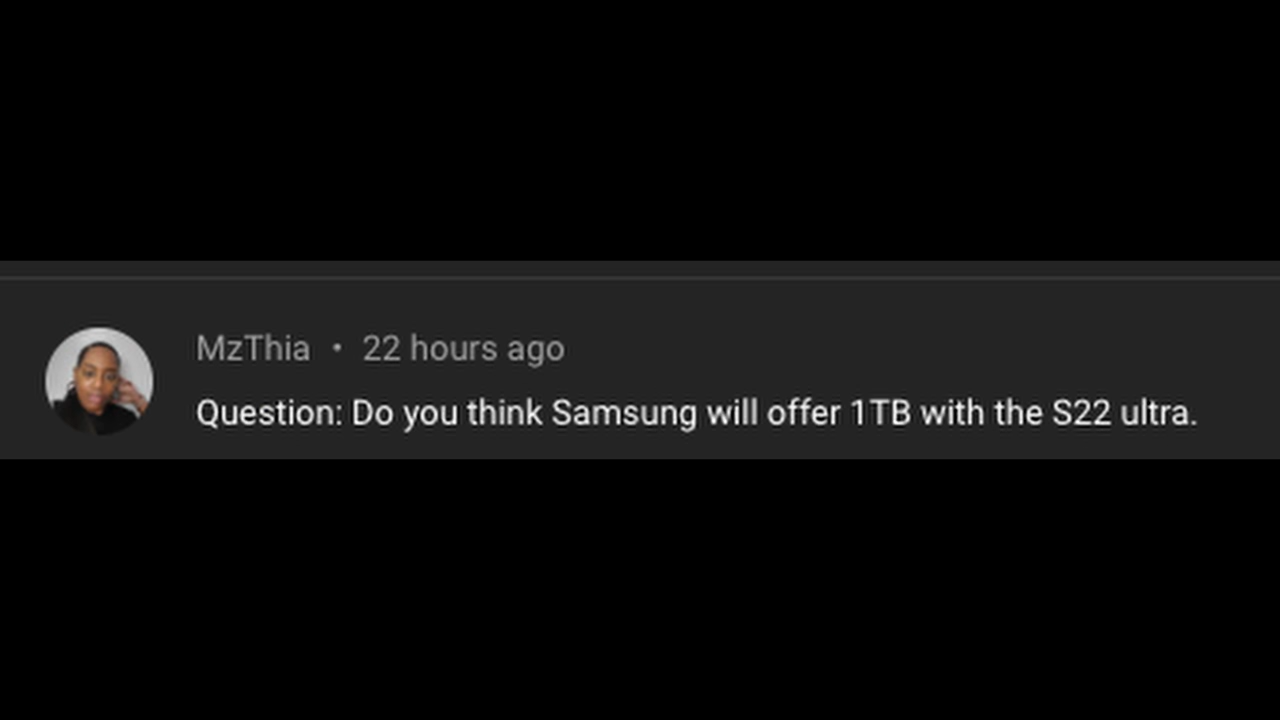 MzThia • 22 hours ago
Question: Do you think Samsung will offer 1TB with the S22 ultra.